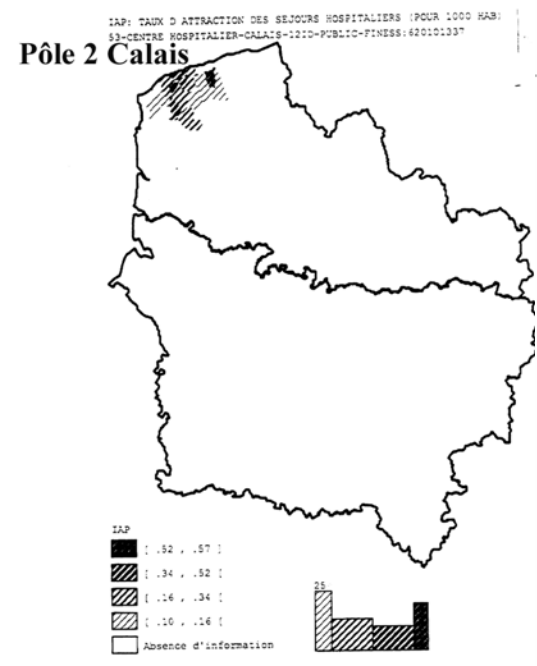 IAP: TAUX D ATTRACTION DES SEJOURS HOSPITALIERS (POUR 1000 HAB)
53-CENTRE HOSPITALIER-CALAIS-12ID-PUBLIC-FINESS:620101337
Pôle 2 Calais
IAP
[ .52 , .57 [
[ .34 , .52 [
[ .16 , .34 [
[ .10 , .16 [
Absence d'information
25